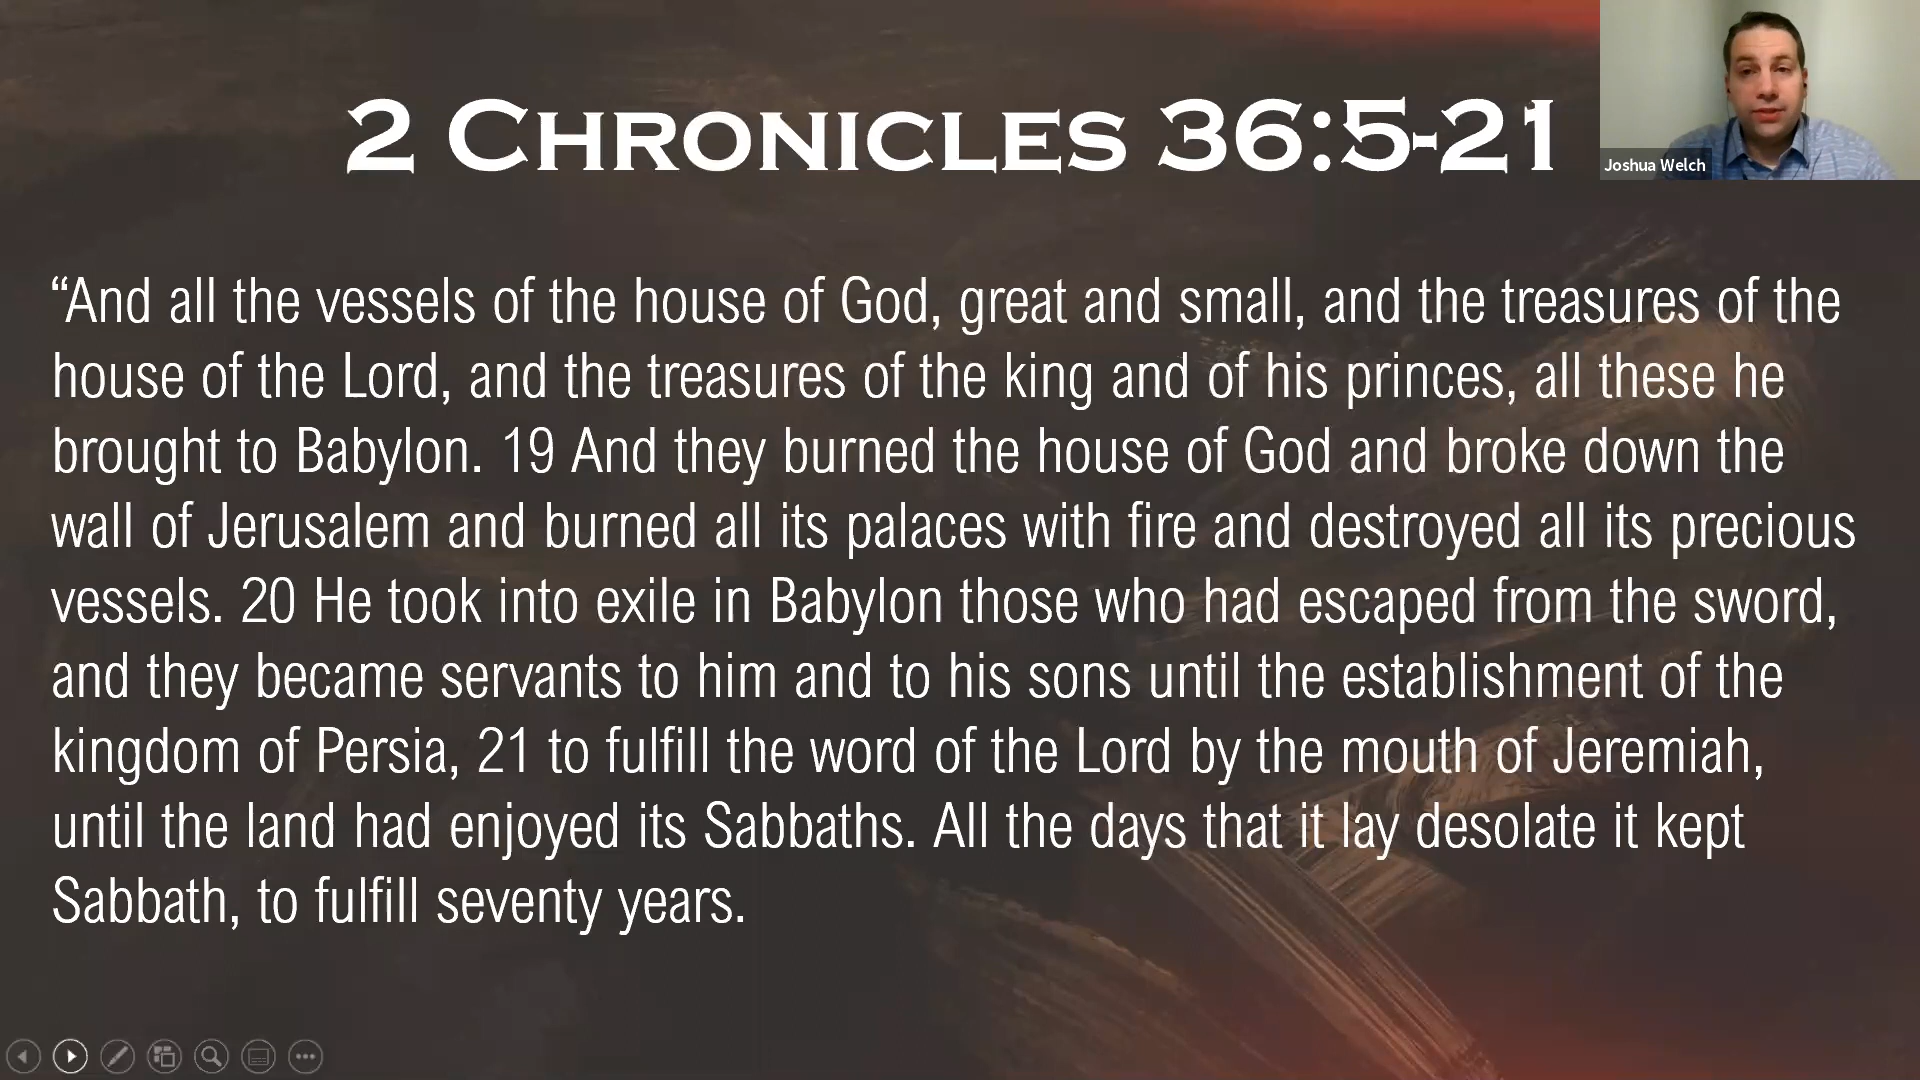 2 CHRONICLES 36:5-21
Joshua Welch
“And all the vessels of the house of God, great and small, and the treasures of the
house of the Lord, and the treasures of the king and of his princes, all these he
brought to Babylon. 19 And they burned the house of God and broke down the
wall of Jerusalem and burned all its palaces with fire and destroyed all its precious
vessels. 20 He took into exile in Babylon those who had escaped from the sword,
and they became servants to him and to his sons until the establishment of the
kingdom of Persia, 21 to fulfill the word of the Lord by the mouth of Jeremiah,
until the land had enjoyed its Sabbaths. All the days that it lay desolate it kept
Sabbath, to fulfill seventy years.